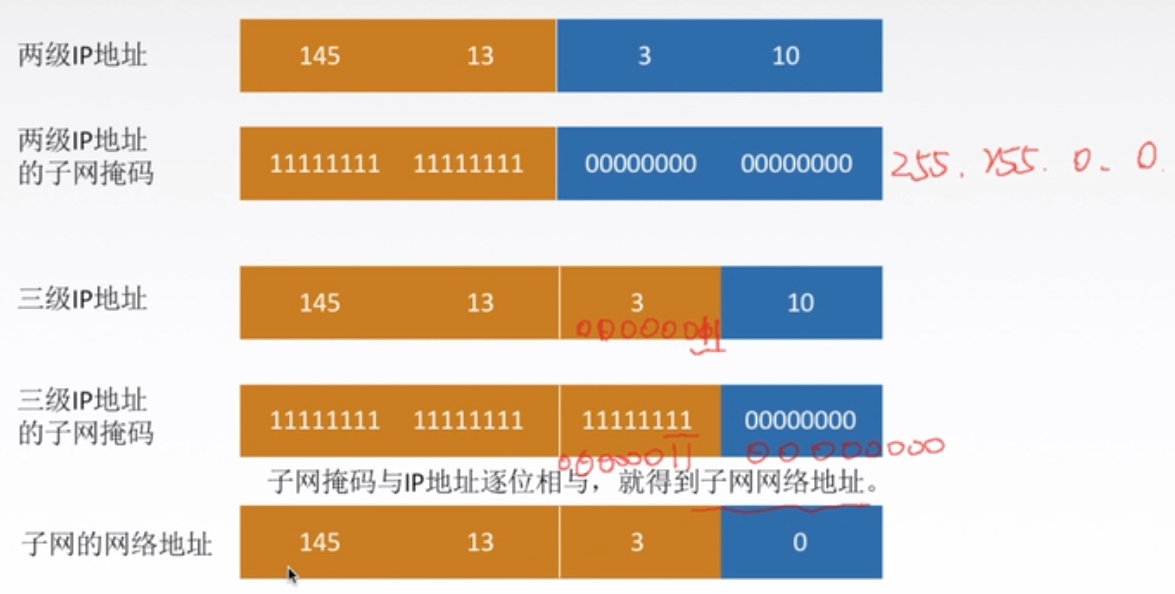 两级IP地址 145 13 3 10
两级IP地址
的子网掩码 11111111 11111111 00000000 00000000 255.255.0.0.
三级IP地址 145 13 3 10
00000011
三级IP地址
的子网掩码 11111111 11111111 11111111 00000000
00000011 00000000
子网掩码与IP地址逐位相与，就得到子网网络地址。
子网的网络地址 145 13 3 0